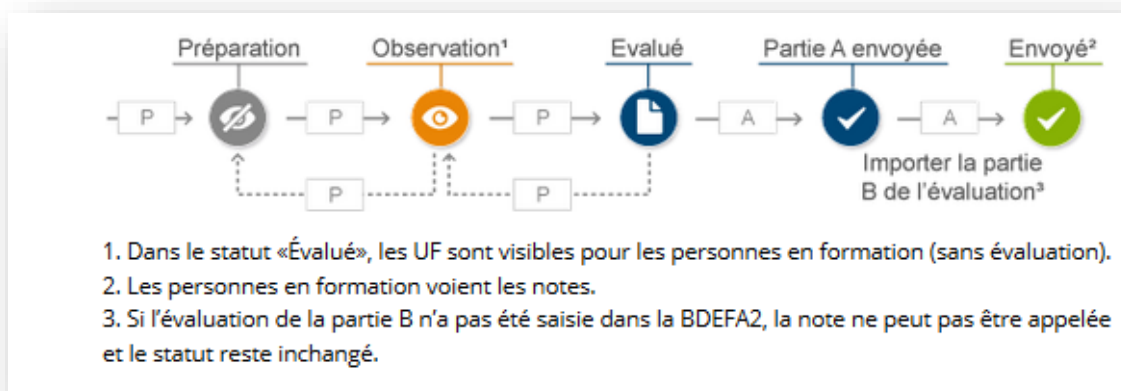 Préparation Observation¹ Evalué Partie A envoyée Envoyé²
P P P A A
Importer la partie
B de l'évaluation³
P P
1. Dans le statut «Évalué», les UF sont visibles pour les personnes en formation (sans évaluation).
2. Les personnes en formation voient les notes.
3. Si l'évaluation de la partie B n'a pas été saisie dans la BDEFA2, la note ne peut pas être appelée
et le statut reste inchangé.